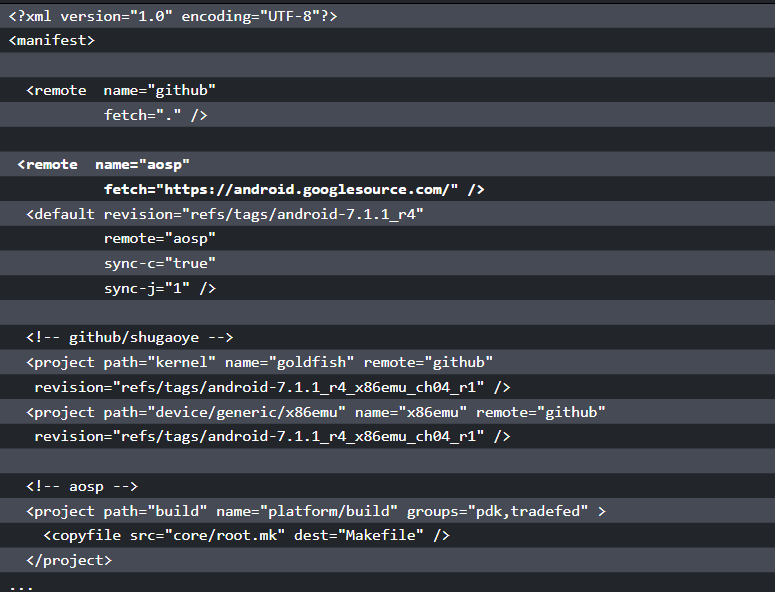 <?xml version="1.0" encoding="UTF-8"?>
<manifest>
<remote  name="github"
fetch="." />
<remote  name="aosp"
fetch="https://android.googlesource.com/" />
<default revision="refs/tags/android-7.1.1_r4"
remote="aosp"
sync-c="true"
sync-j="1" />
<!-- github/shugaoye -->
<project path="kernel" name="goldfish" remote="github"
revision="refs/tags/android-7.1.1_r4_x86emu_ch04_r1" />
<project path="device/generic/x86emu" name="x86emu" remote="github"
revision="refs/tags/android-7.1.1_r4_x86emu_ch04_r1" />
<!-- aosp -->
<project path="build" name="platform/build" groups="pdk,tradefed" >
<copyfile src="core/root.mk" dest="Makefile" />
</project>
...